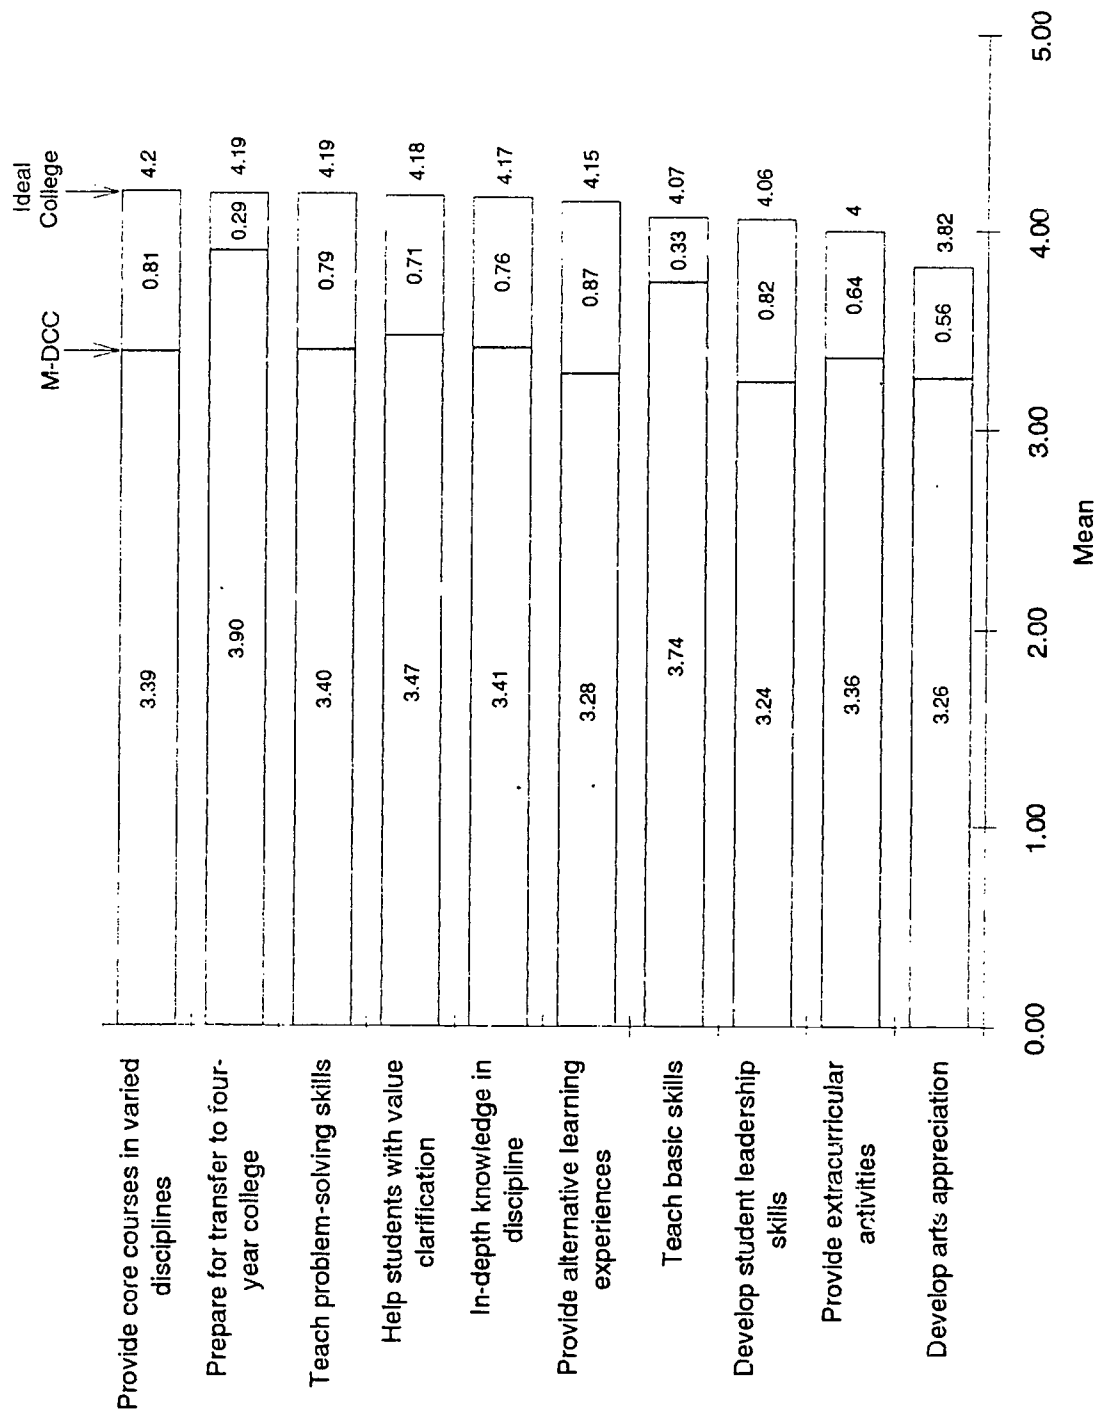 Ideal
College
M-DCC
Provide core courses in varied
disciplines
3.39
0.81
4.2
Prepare for transfer to four-
year college
3.90
0.29
4.19
Teach problem-solving skills
3.40
0.79
4.19
Help students with value
clarification
3.47
0.71
4.18
In-depth knowledge in
discipline
3.41
0.76
4.17
Provide alternative learning
experiences
3.28
0.87
4.15
Teach basic skills
3.74
0.33
4.07
Develop student leadership
skills
3.24
0.82
4.06
Provide extracurricular
activities
3.36
0.64
4
Develop arts appreciation
3.26
0.56
3.82
0.00
1.00
2.00
3.00
4.00
5.00
Mean